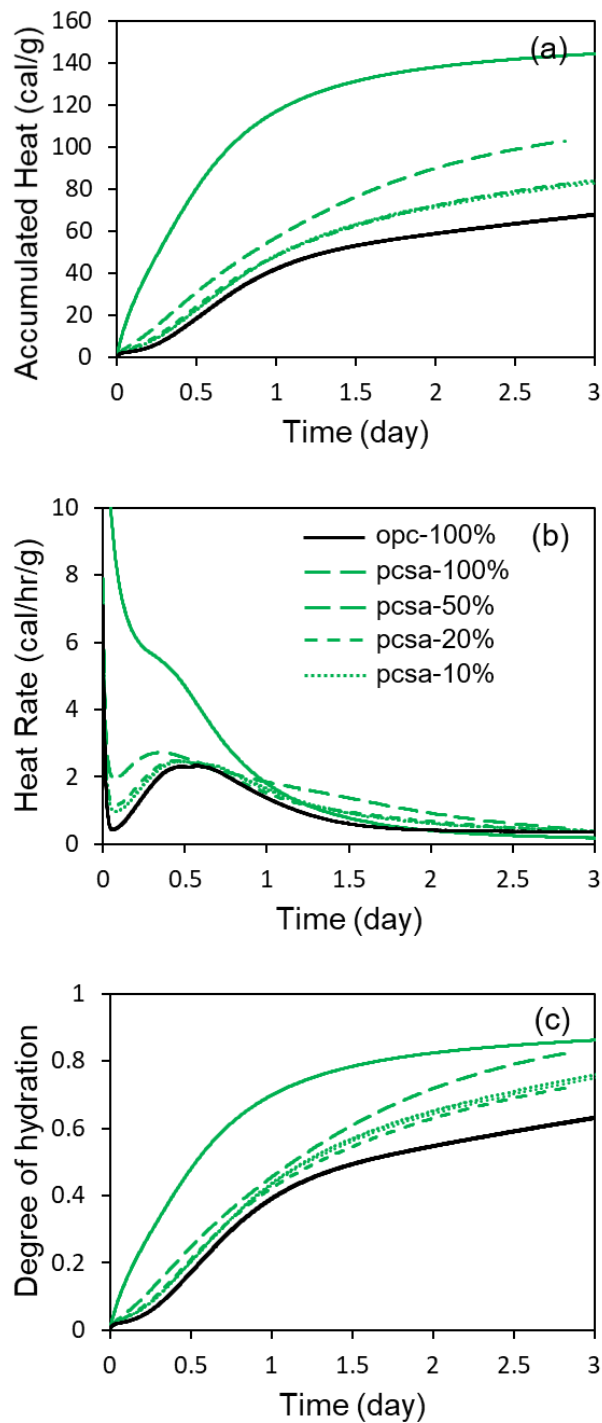 (a)
Accumulated Heat (cal/g)
160
140
120
100
80
60
40
20
0
0 0.5 1 1.5 2 2.5 3
Time (day)
(b)
Heat Rate (cal/hr/g)
10
8
6
4
2
0
opc-100%
pcsa-100%
pcsa-50%
pcsa-20%
pcsa-10%
0 0.5 1 1.5 2 2.5 3
Time (day)
(c)
Degree of hydration
1
0.8
0.6
0.4
0.2
0
0 0.5 1 1.5 2 2.5 3
Time (day)